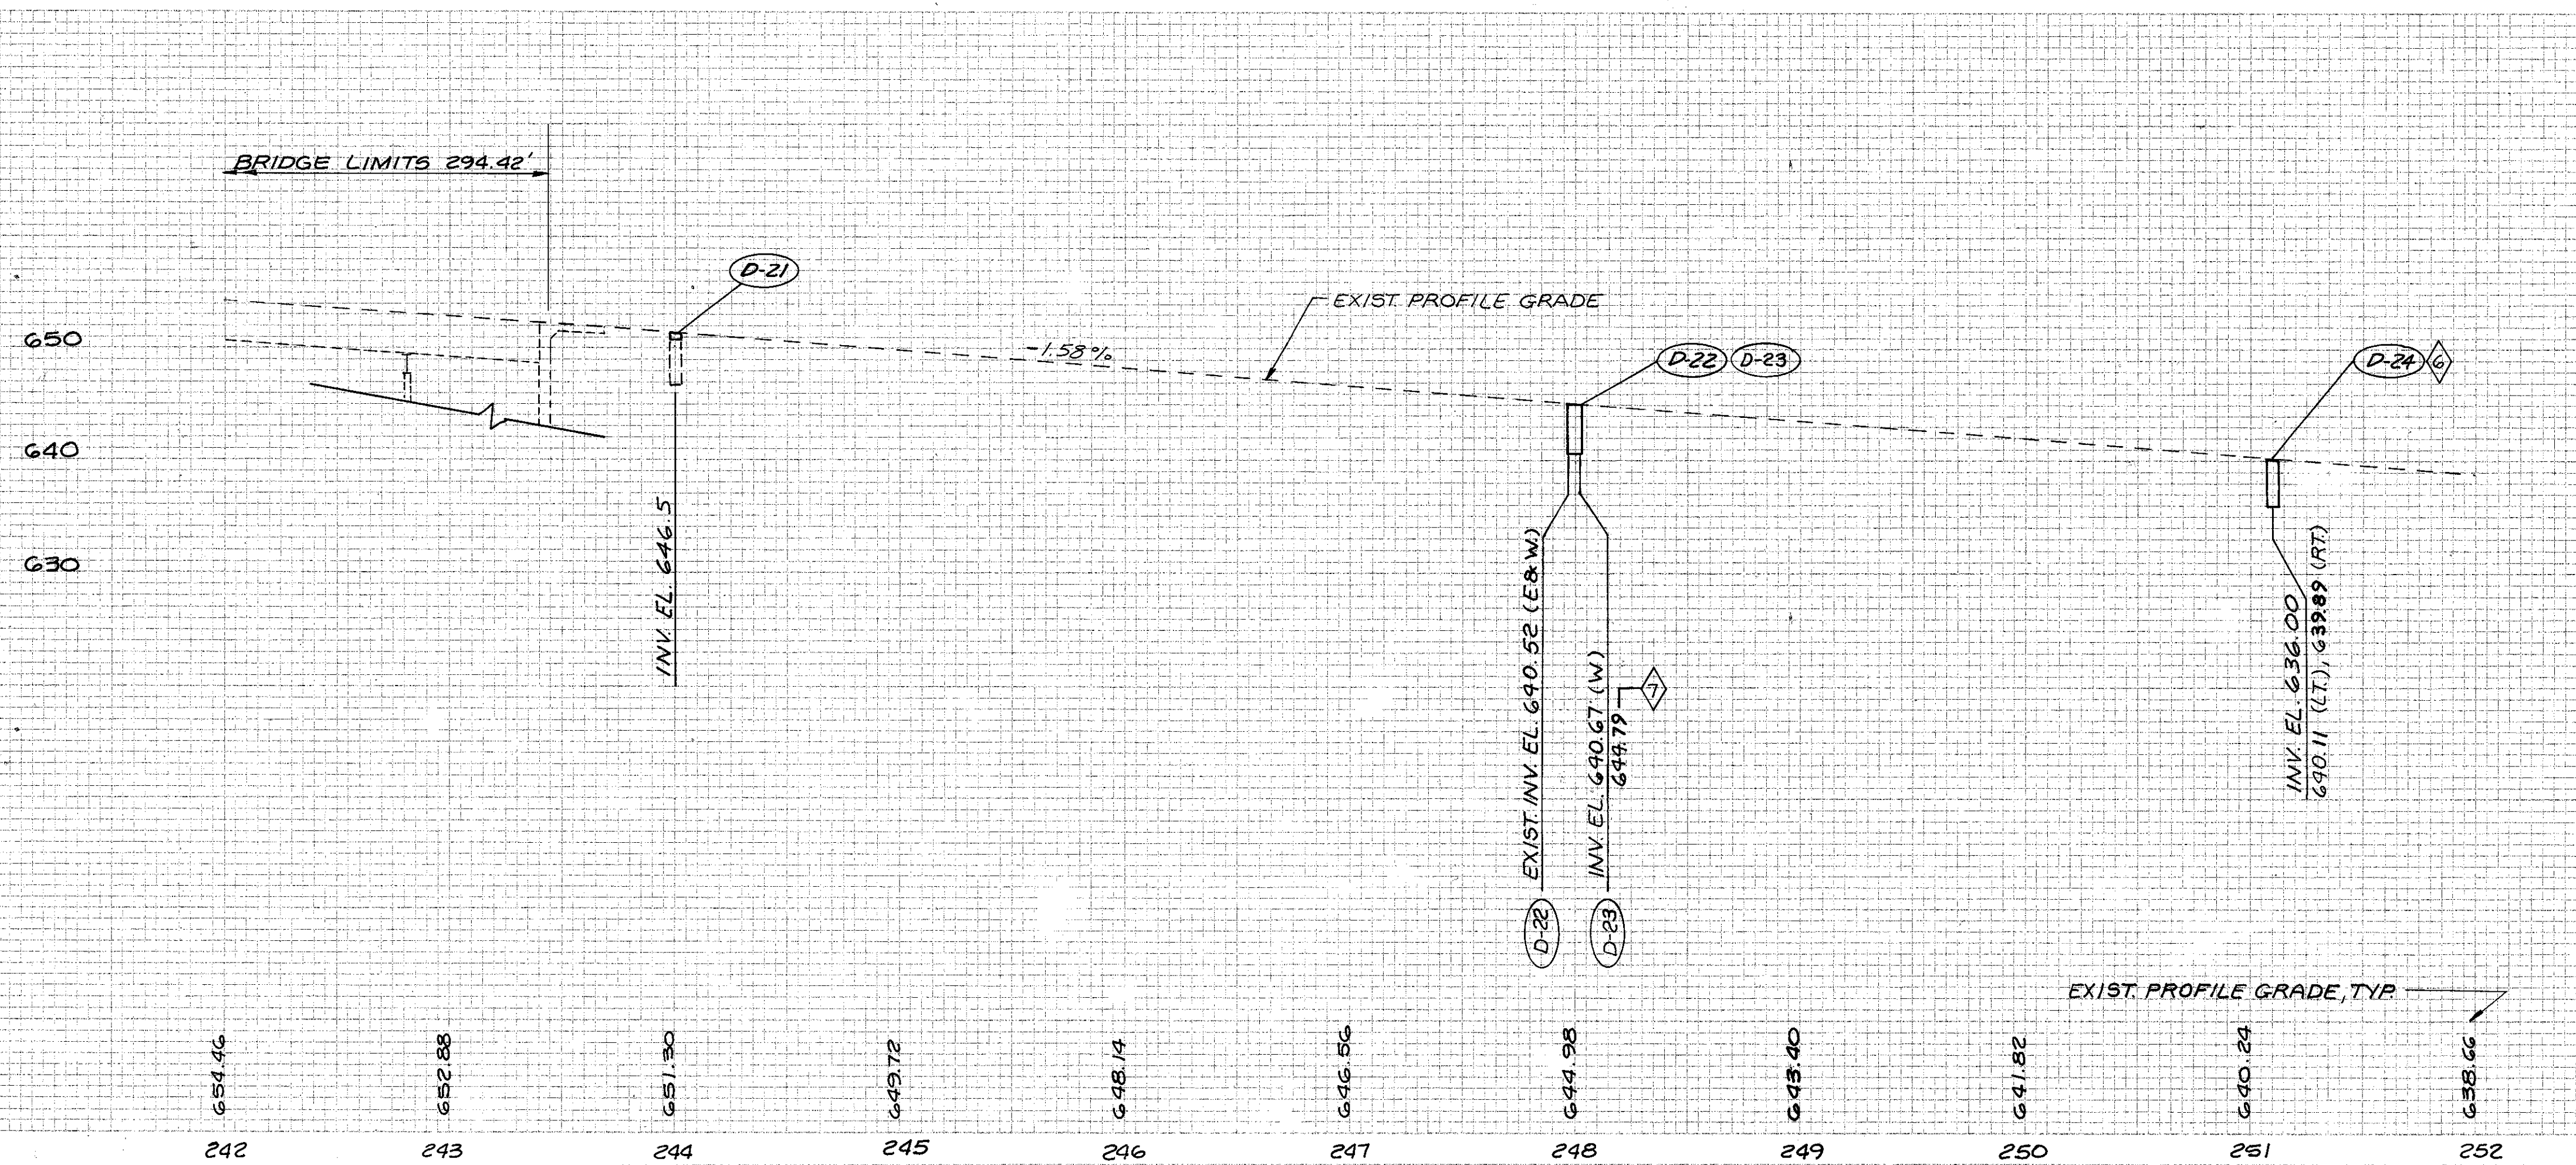 BRIDGE LIMITS 294.42'
D-21
EXIST. PROFILE GRADE
-1.58%
D-22 D-23
D-24 6
650
640
630
INV. EL. 646.5
EXIST. INV. EL. 640.52 (E&W.)
INV. EL. 640.67 (W)
644.79
7
INV. EL. 636.00
640.11 (LT.), 639.89 (RT.)
D-22
D-23
EXIST. PROFILE GRADE, TYP.
654.46
652.88
651.30
649.72
648.14
646.56
644.98
643.40
641.82
640.24
638.66
242 243 244 245 246 247 248 249 250 251 252